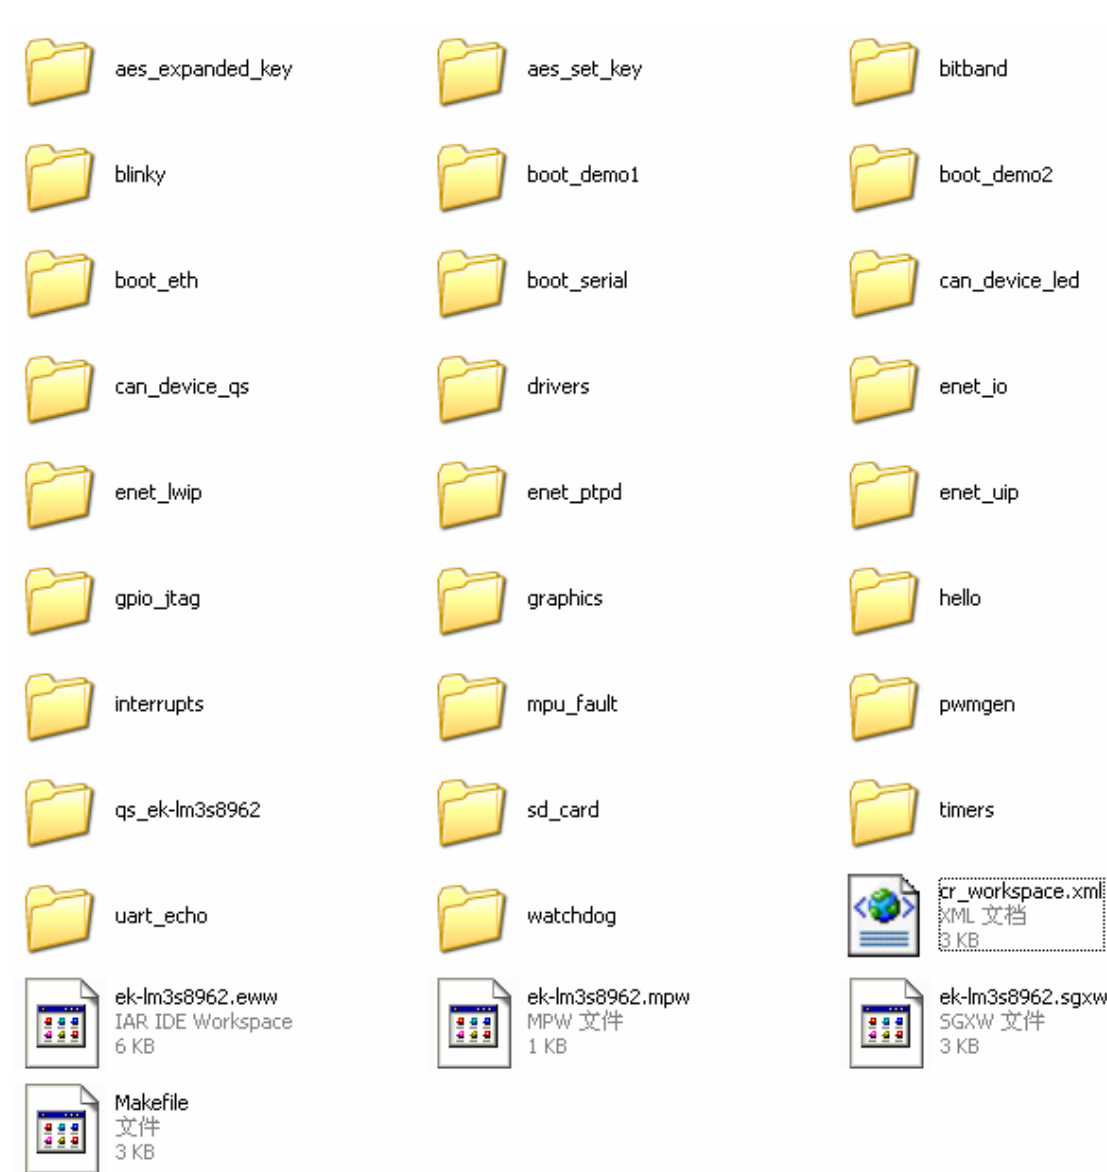 aes_expanded_key
aes_set_key
bitband
blinky
boot_demo1
boot_demo2
boot_eth
boot_serial
can_device_led
can_device_qs
drivers
enet_io
enet_lwip
enet_ptpd
enet_uip
gpio_jtag
graphics
hello
interrupts
mpu_fault
pwmgen
qs_ek-lm3s8962
sd_card
timers
uart_echo
watchdog
cr_workspace.xml
XML 文档
3 KB
ek-lm3s8962.eww
IAR IDE Workspace
6 KB
ek-lm3s8962.mpw
MPW 文件
1 KB
ek-lm3s8962.sgxw
SGXW 文件
3 KB
Makefile
文件
3 KB